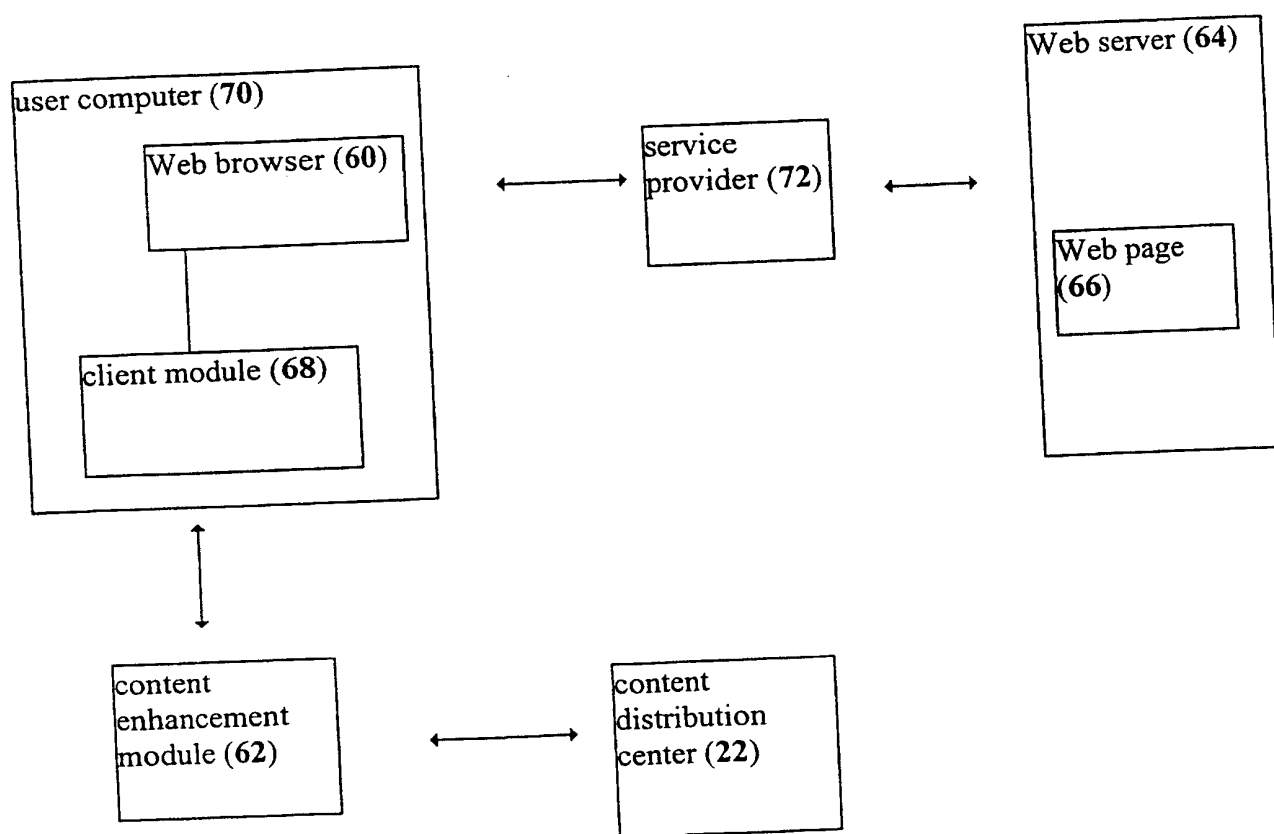 user computer (70)
Web browser (60)
client module (68)
service
provider (72)
Web server (64)
Web page
(66)
content
enhancement
module (62)
content
distribution
center (22)